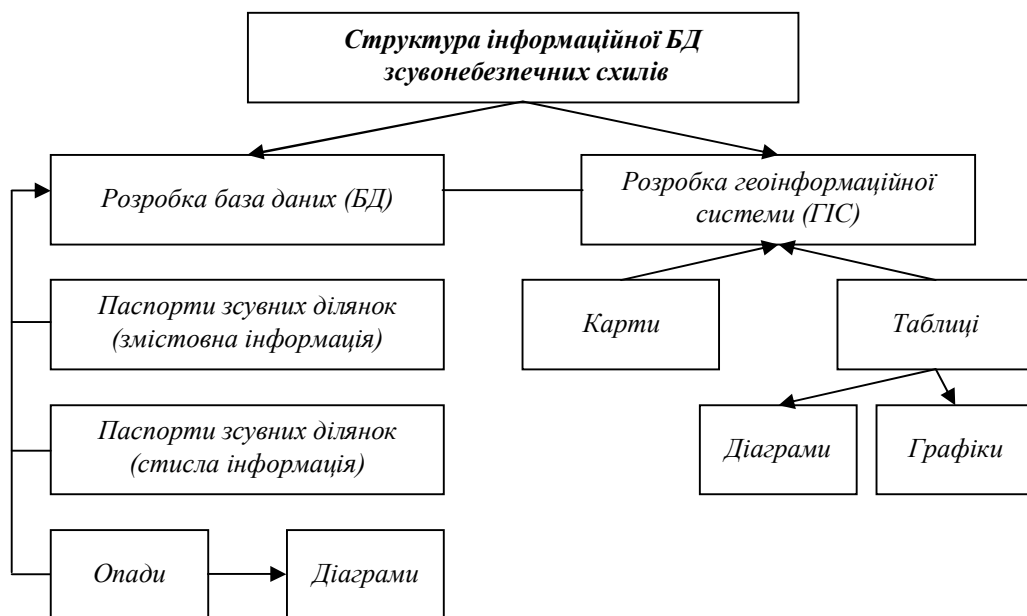 Структура інформаційної БД
зсувонебезпечних схилів
Розробка база даних (БД)
Розробка геоінформаційної
системи (ГІС)
Паспорти зсувних ділянок
(змістовна інформація)
Карти
Таблиці
Паспорти зсувних ділянок
(стисла інформація)
Діаграми
Графіки
Опади
Діаграми